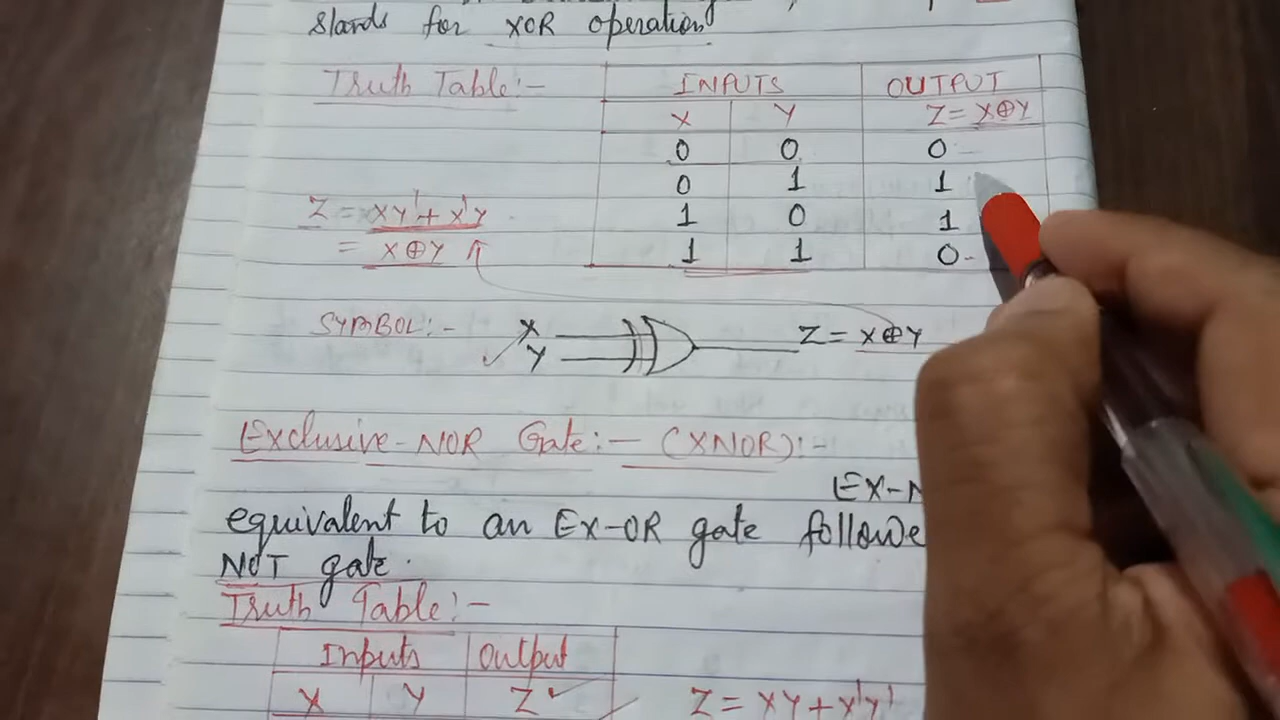 stands for XOR operation
Truth Table:-
INPUTS OUTPUT
X Y Z = X⊕Y
0 0 0
0 1 1
1 0 1
1 1 0
Z = XY' + X'Y
= X⊕Y
SYMBOL:-
X
Y
Z = X⊕Y
Exclusive-NOR Gate:- (XNOR):-
EX-N
equivalent to an EX-OR gate followe
NOT gate.
Truth Table:-
Inputs Output
X Y Z
Z = XY + X'Y'